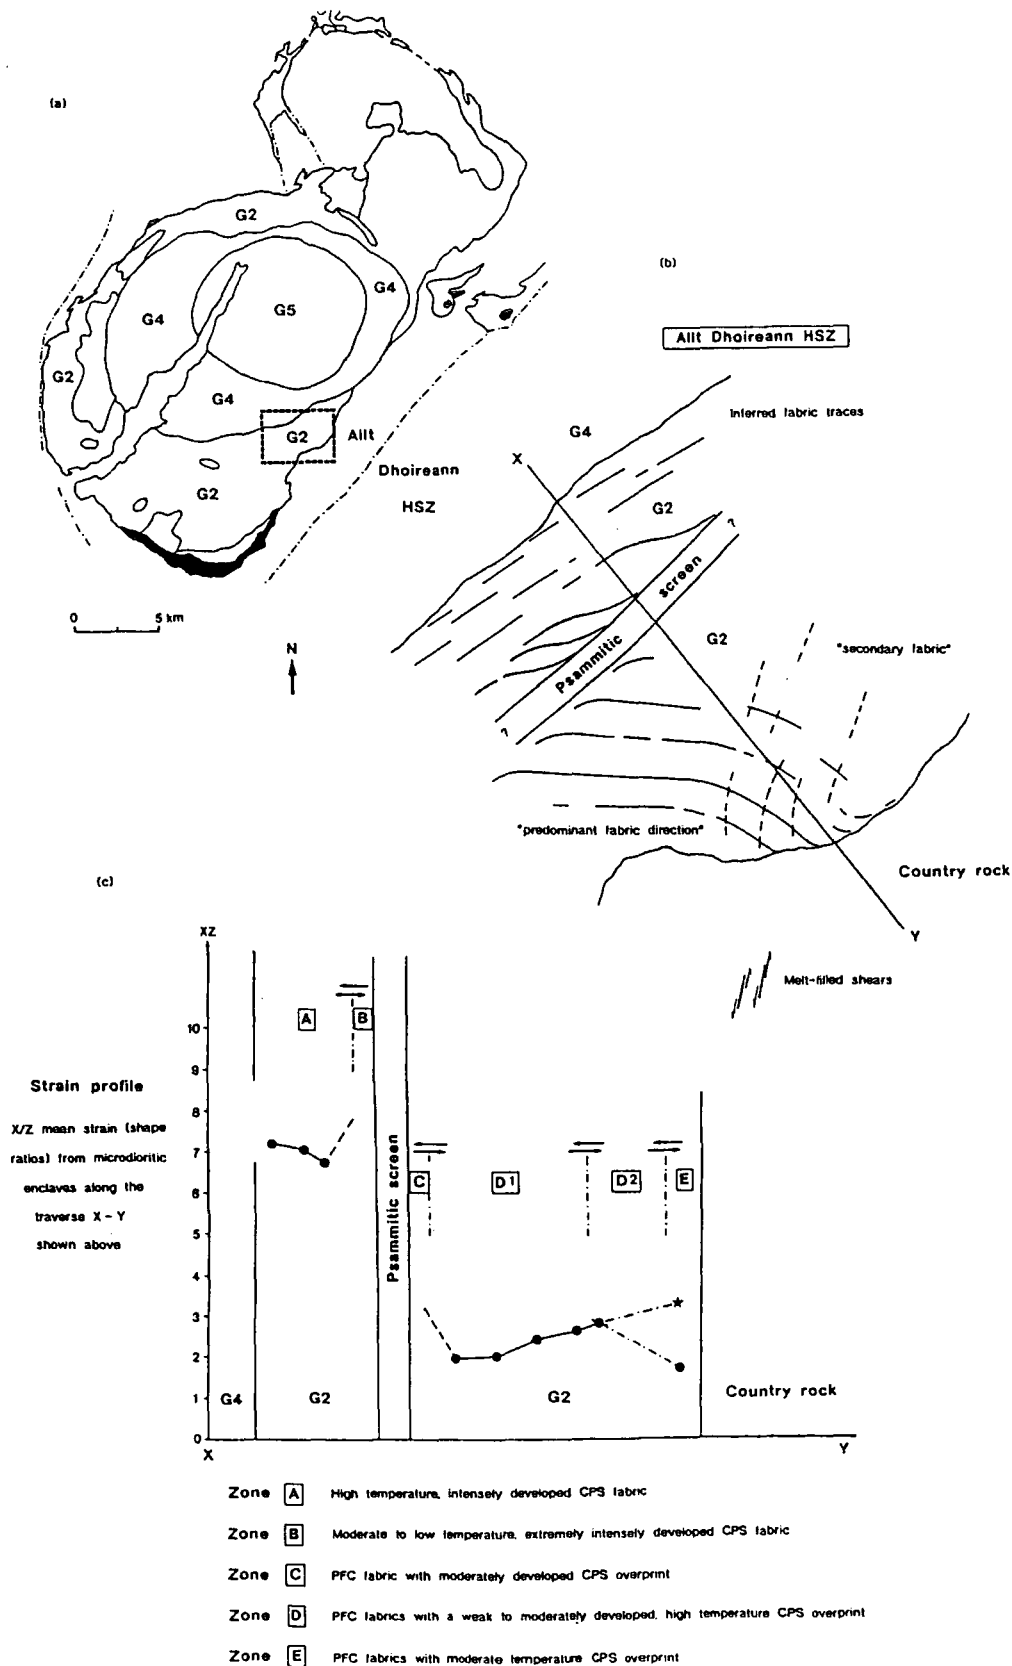 (a)
G2
G4
G4
G5
G2
G4
G2
Allt
Dhoireann
HSZ
G2
0 5 km
N
(b)
Allt Dhoireann HSZ
Inferred fabric traces
G4
X
G2
?
Psammitic screen
G2
"secondary fabric"
?
"predominant fabric direction"
Country rock
Y
Melt-filled shears
(c)
XZ
10
9
8
7
6
5
4
3
2
1
0
Strain profile
X/Z mean strain (shape
ratios) from microdioritic
enclaves along the
traverse X - Y
shown above
A
B
Psammitic screen
C
D1
D2
E
G4
G2
G2
Country rock
X
Y
Zone A High temperature, intensely developed CPS fabric
Zone B Moderate to low temperature, extremely intensely developed CPS fabric
Zone C PFC fabric with moderately developed CPS overprint
Zone D PFC fabrics with a weak to moderately developed, high temperature CPS overprint
Zone E PFC fabrics with moderate temperature CPS overprint